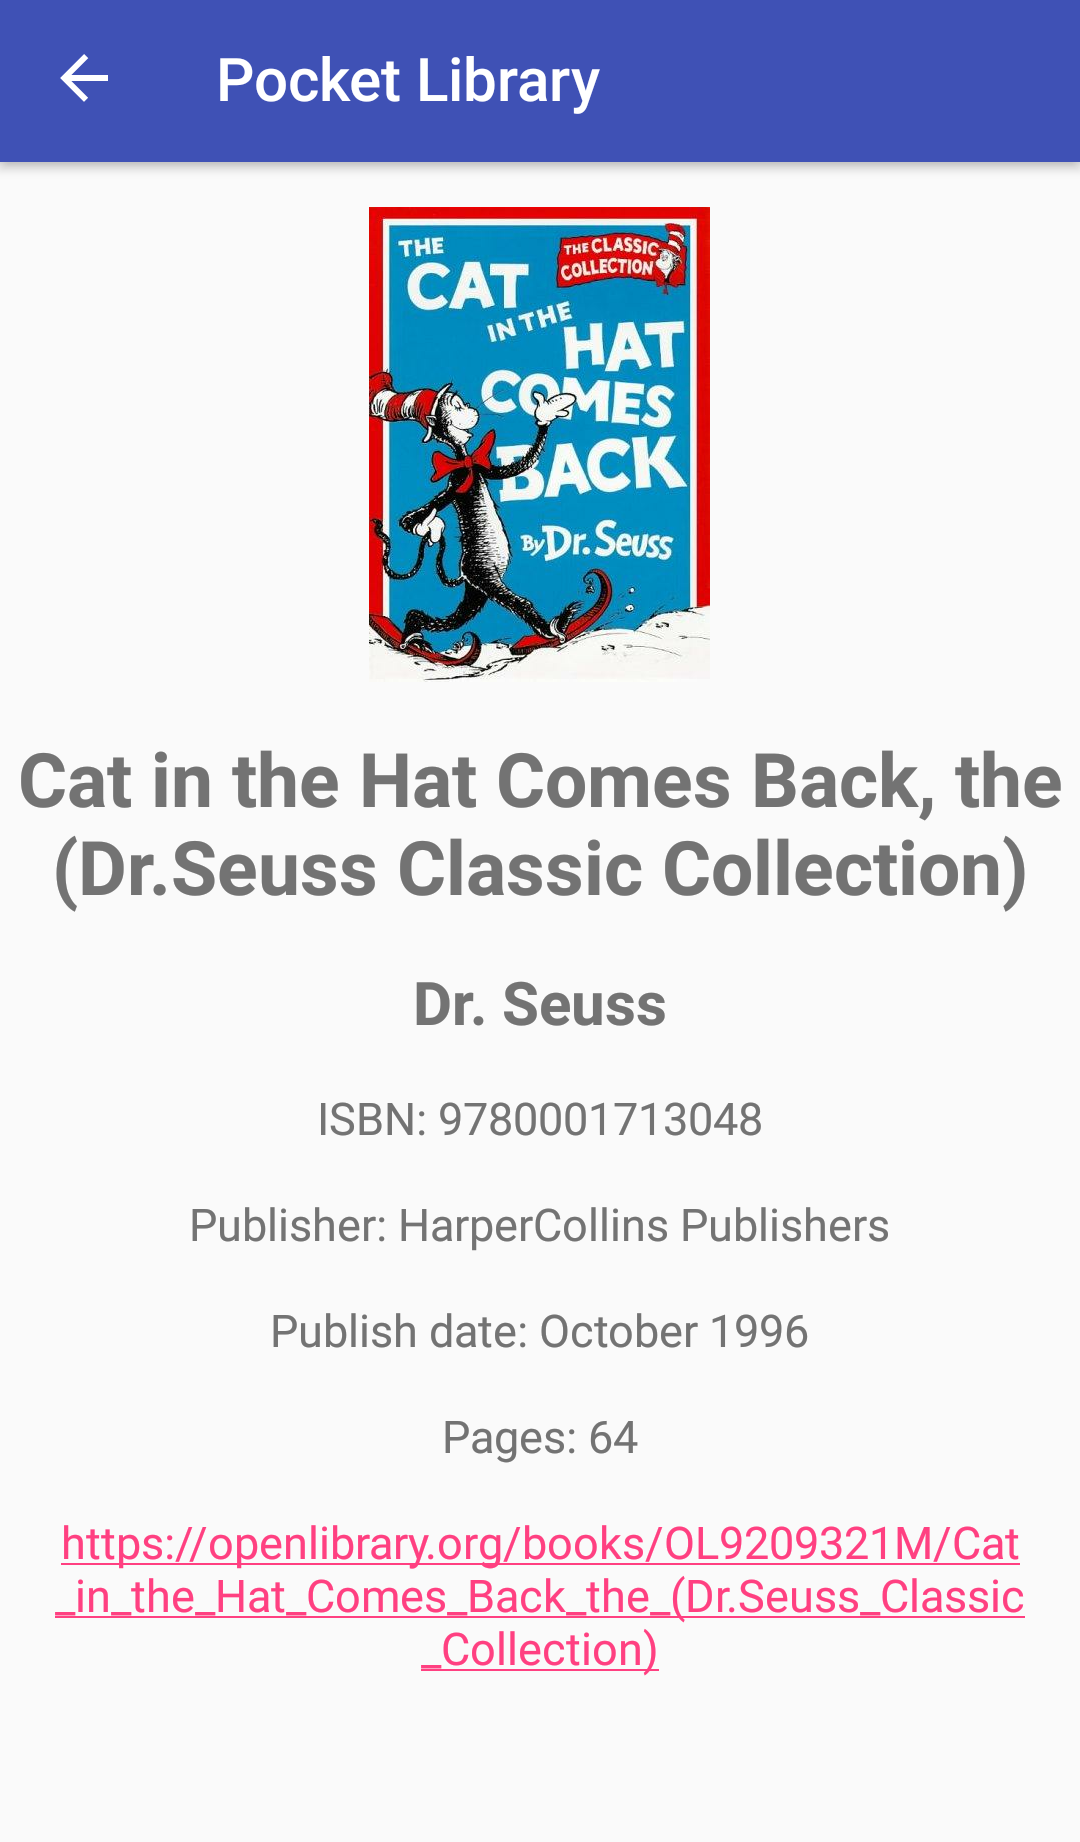 Pocket Library
THE
CAT
IN THE
HAT
COMES
BACK
By Dr. Seuss
THE CLASSIC
COLLECTION
Cat in the Hat Comes Back, the
(Dr.Seuss Classic Collection)
Dr. Seuss
ISBN: 9780001713048
Publisher: HarperCollins Publishers
Publish date: October 1996
Pages: 64
https://openlibrary.org/books/OL9209321M/Cat
_in_the_Hat_Comes_Back_the_(Dr.Seuss_Classic
_Collection)